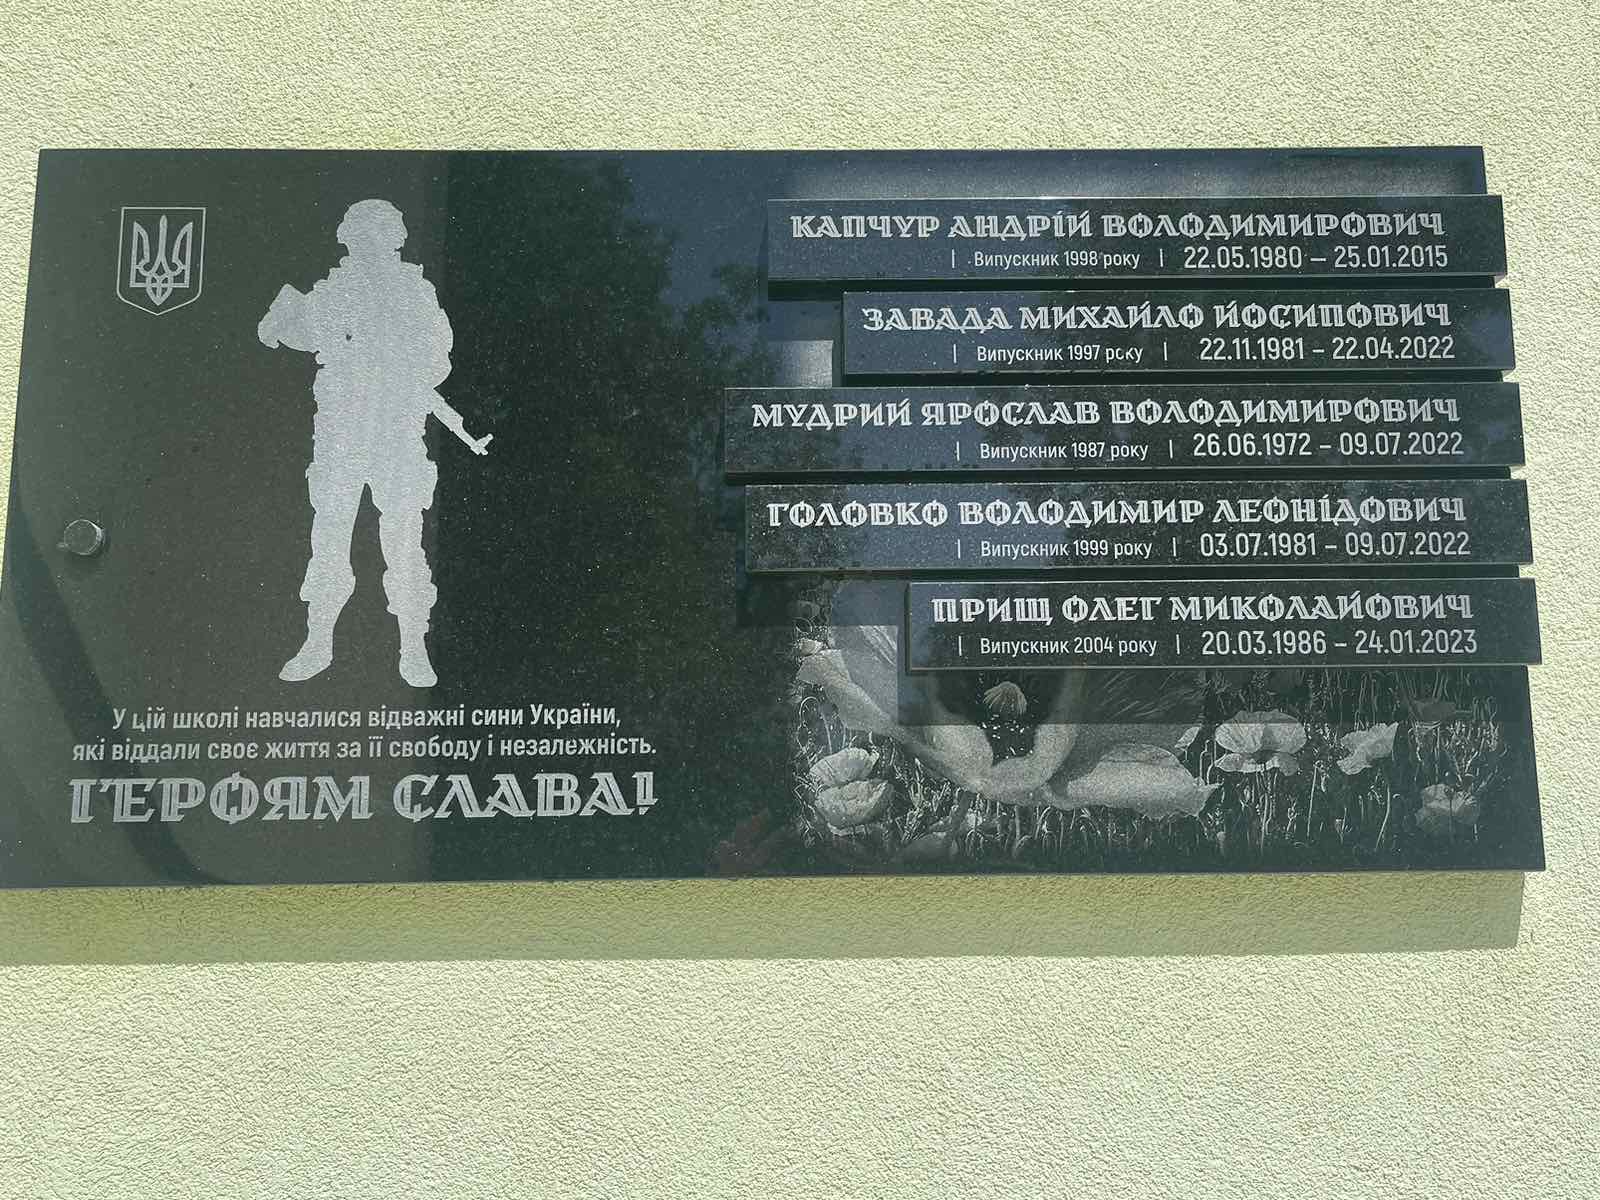 У цій школі навчалися відважні сини України,
які віддали своє життя за її свободу і незалежність.
ГЕРОЯМ СЛАВА!
КАПЧУР АНДРІЙ ВОЛОДИМИРОВИЧ
| Випускник 1998 року | 22.05.1980 – 25.01.2015
ЗАВАДА МИХАЙЛО ЙОСИПОВИЧ
| Випускник 1997 року | 22.11.1981 – 22.04.2022
МУДРИЙ ЯРОСЛАВ ВОЛОДИМИРОВИЧ
| Випускник 1987 року | 26.06.1972 – 09.07.2022
ГОЛОВКО ВОЛОДИМИР ЛЕОНІДОВИЧ
| Випускник 1999 року | 03.07.1981 – 09.07.2022
ПРИЩ ОЛЕГ МИКОЛАЙОВИЧ
| Випускник 2004 року | 20.03.1986 – 24.01.2023